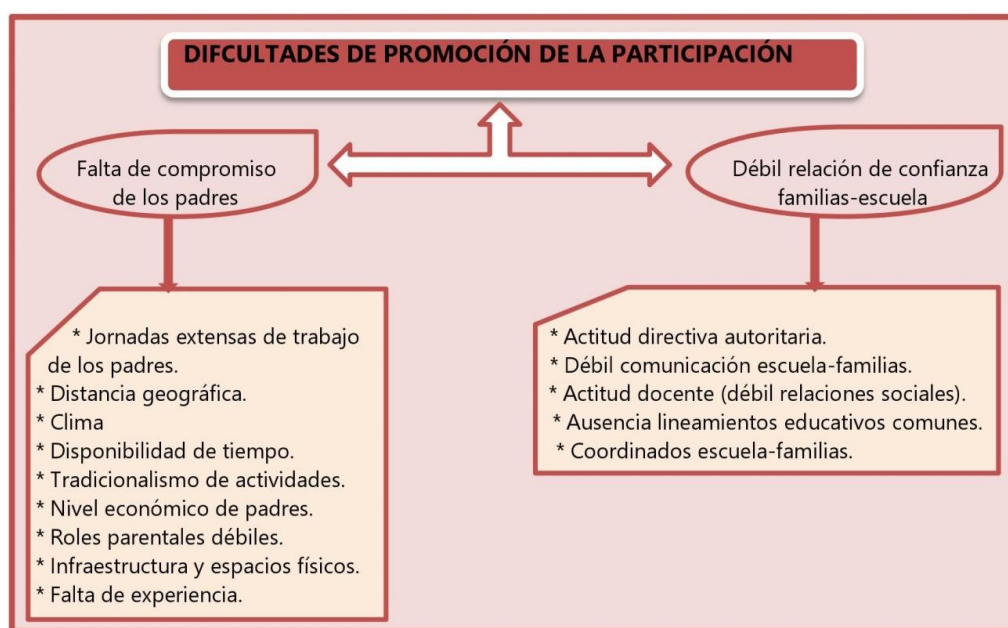 DIFCULTADES DE PROMOCIÓN DE LA PARTICIPACIÓN
Falta de compromiso
de los padres
Débil relación de confianza
familias-escuela
* Jornadas extensas de trabajo
de los padres.
* Distancia geográfica.
* Clima
* Disponibilidad de tiempo.
* Tradicionalismo de actividades.
* Nivel económico de padres.
* Roles parentales débiles.
* Infraestructura y espacios físicos.
* Falta de experiencia.
* Actitud directiva autoritaria.
* Débil comunicación escuela-familias.
* Actitud docente (débil relaciones sociales).
* Ausencia lineamientos educativos comunes.
* Coordinados escuela-familias.